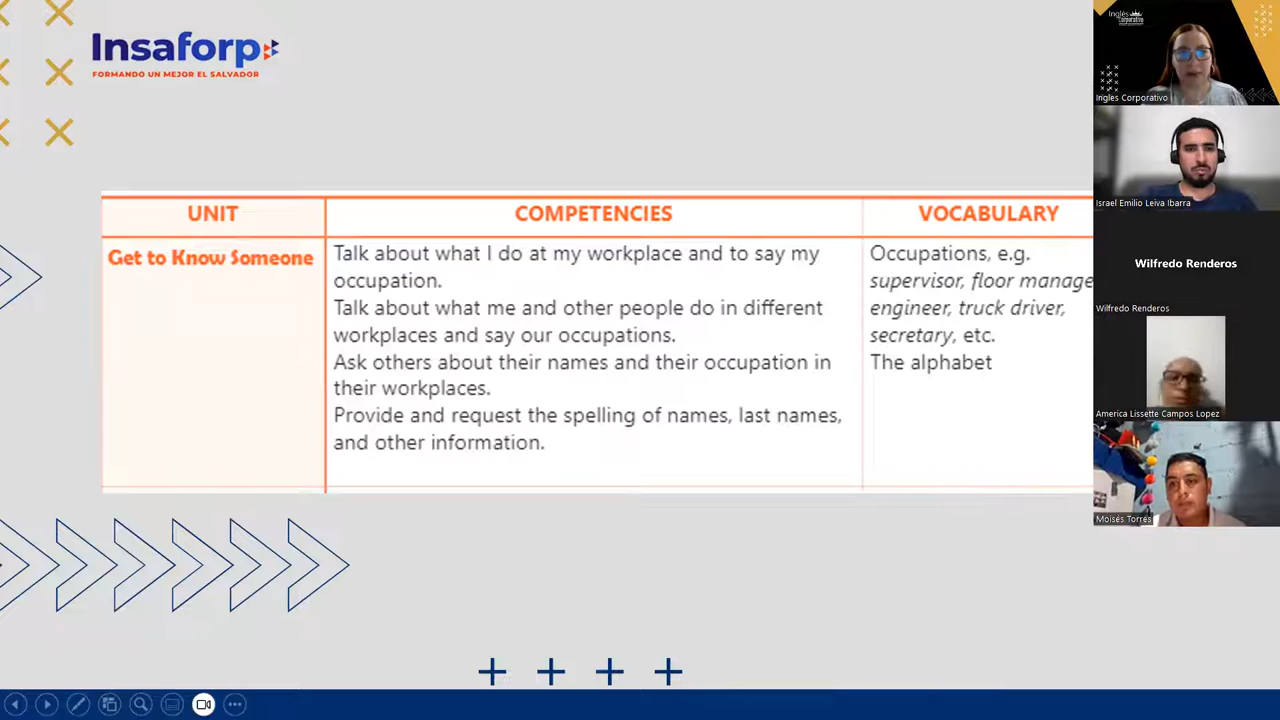 Insaforp
FORMANDO UN MEJOR EL SALVADOR
UNIT
COMPETENCIES
VOCABULARY
Get to Know Someone
Talk about what I do at my workplace and to say my
occupation.
Talk about what me and other people do in different
workplaces and say our occupations.
Ask others about their names and their occupation in
their workplaces.
Provide and request the spelling of names, last names,
and other information.
Occupations, e.g.
supervisor, floor manage
engineer, truck driver,
secretary, etc.
The alphabet
Inglés
Corporativo
Ingles Corporativo
Israel Emilio Leiva Ibarra
Wilfredo Renderos
Wilfredo Renderos
America Lissette Campos Lopez
Moisés Torres